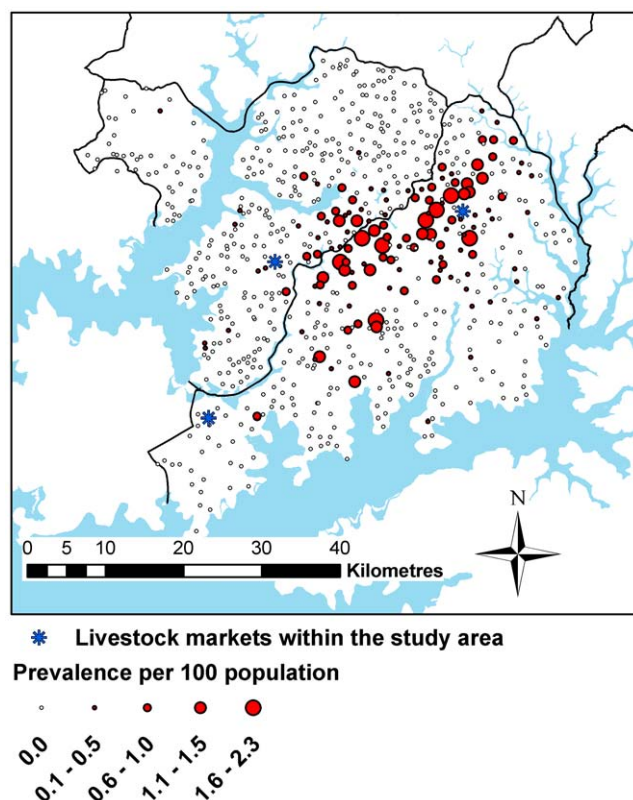 N
0 5 10 20 30 40
Kilometres
Livestock markets within the study area
Prevalence per 100 population
0.0
0.1 - 0.5
0.6 - 1.0
1.1 - 1.5
1.6 - 2.3